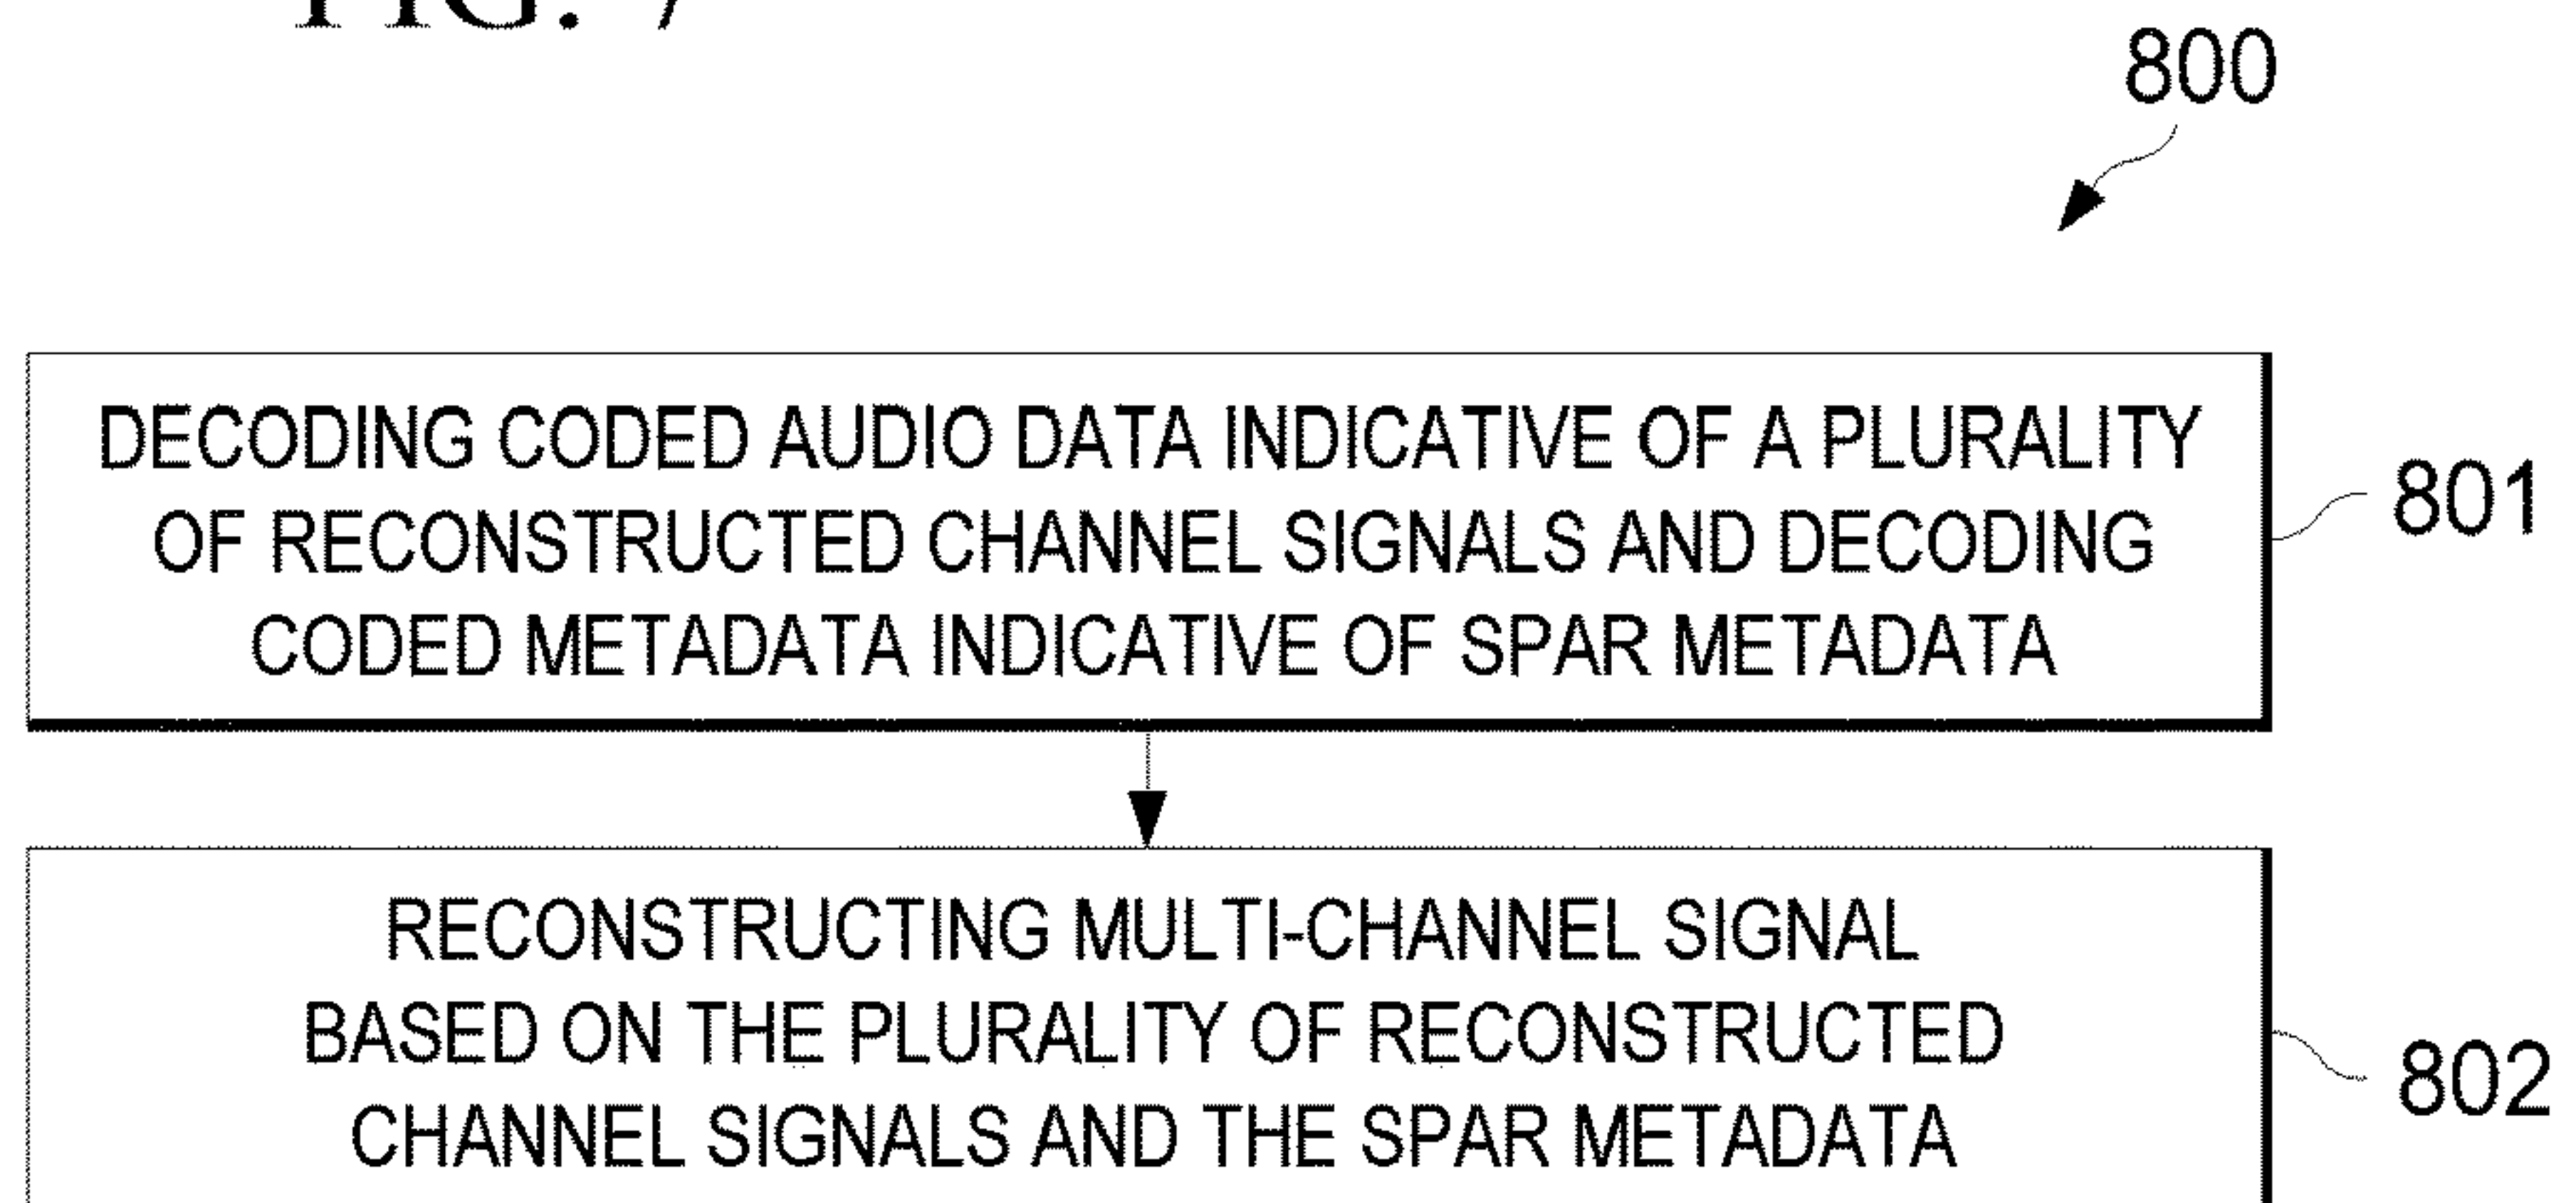 FIG. 7
800
DECODING CODED AUDIO DATA INDICATIVE OF A PLURALITY
OF RECONSTRUCTED CHANNEL SIGNALS AND DECODING
CODED METADATA INDICATIVE OF SPAR METADATA
801
RECONSTRUCTING MULTI-CHANNEL SIGNAL
BASED ON THE PLURALITY OF RECONSTRUCTED
CHANNEL SIGNALS AND THE SPAR METADATA
802